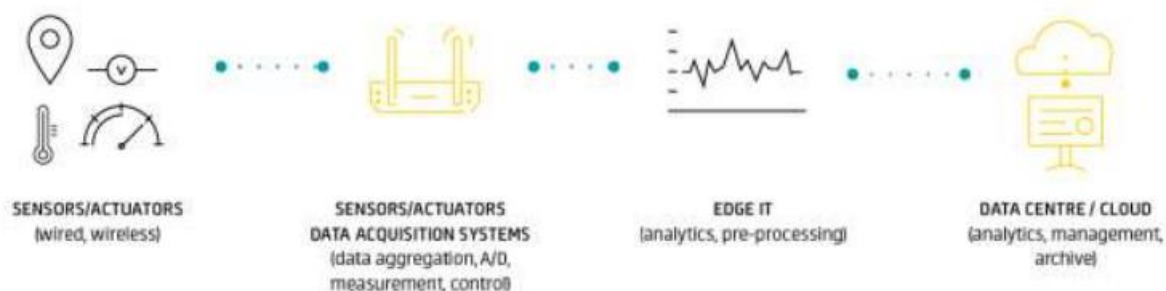 V
SENSORS/ACTUATORS
(wired, wireless)
SENSORS/ACTUATORS
DATA ACQUISITION SYSTEMS
(data aggregation, A/D,
measurement, control)
EDGE IT
(analytics, pre-processing)
DATA CENTRE / CLOUD
(analytics, management,
archive)